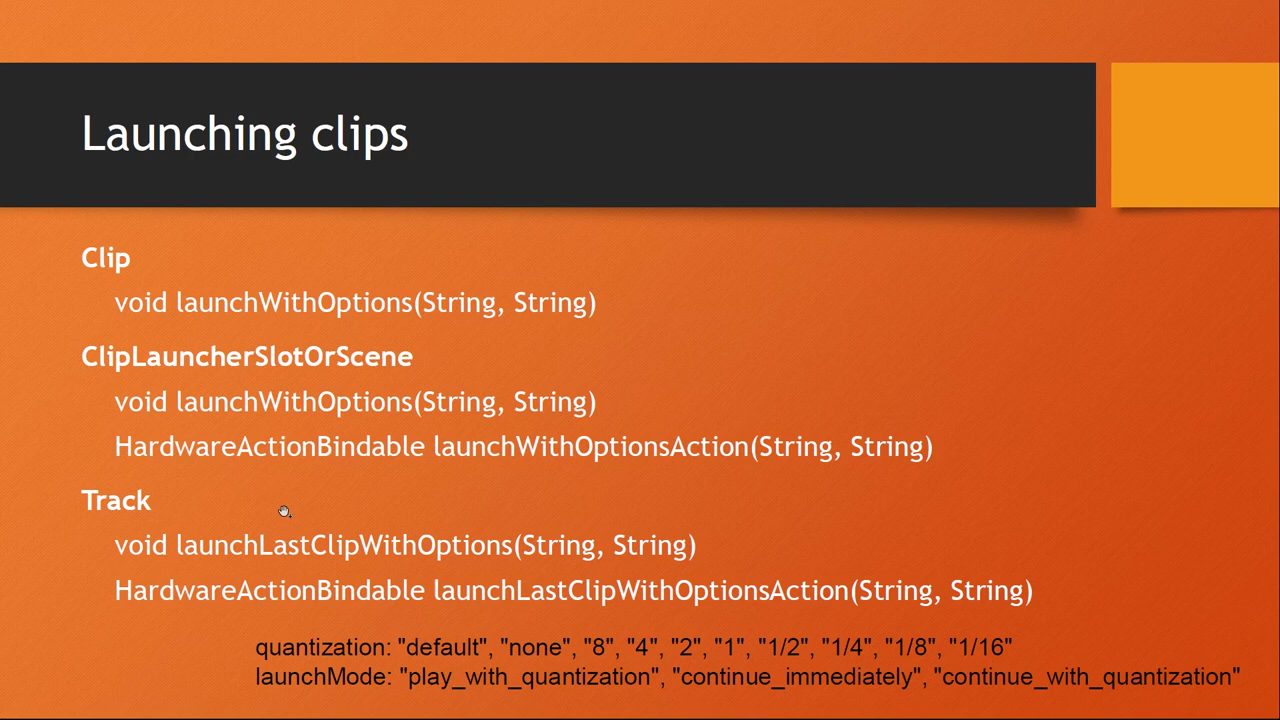 Launching clips
Clip
void launchWithOptions(String, String)
ClipLauncherSlotOrScene
void launchWithOptions(String, String)
HardwareActionBindable launchWithOptionsAction(String, String)
Track
void launchLastClipWithOptions(String, String)
HardwareActionBindable launchLastClipWithOptionsAction(String, String)
quantization: "default", "none", "8", "4", "2", "1", "1/2", "1/4", "1/8", "1/16"
launchMode: "play_with_quantization", "continue_immediately", "continue_with_quantization"